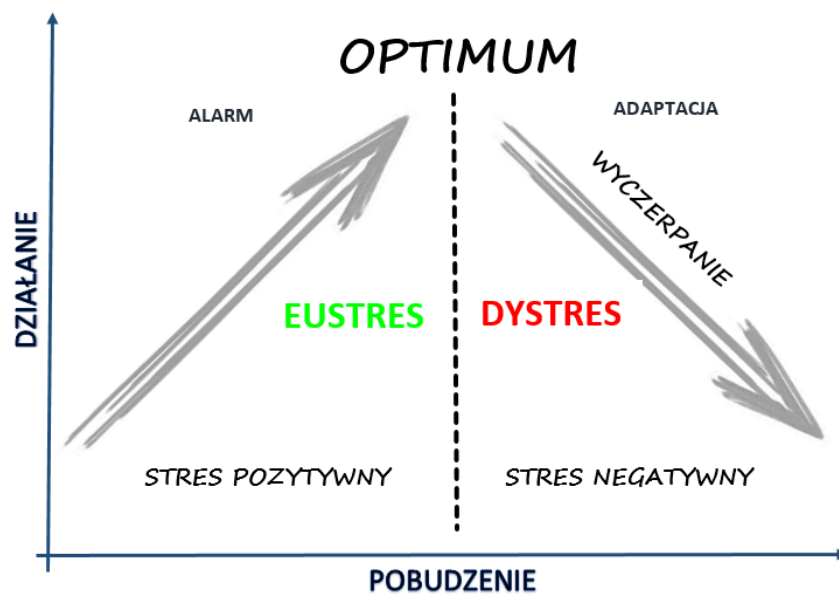 OPTIMUM
ALARM
ADAPTACJA
WYCZERPANIE
DZIAŁANIE
EUSTRES
DYSTRES
STRES POZYTYWNY
STRES NEGATYWNY
POBUDZENIE